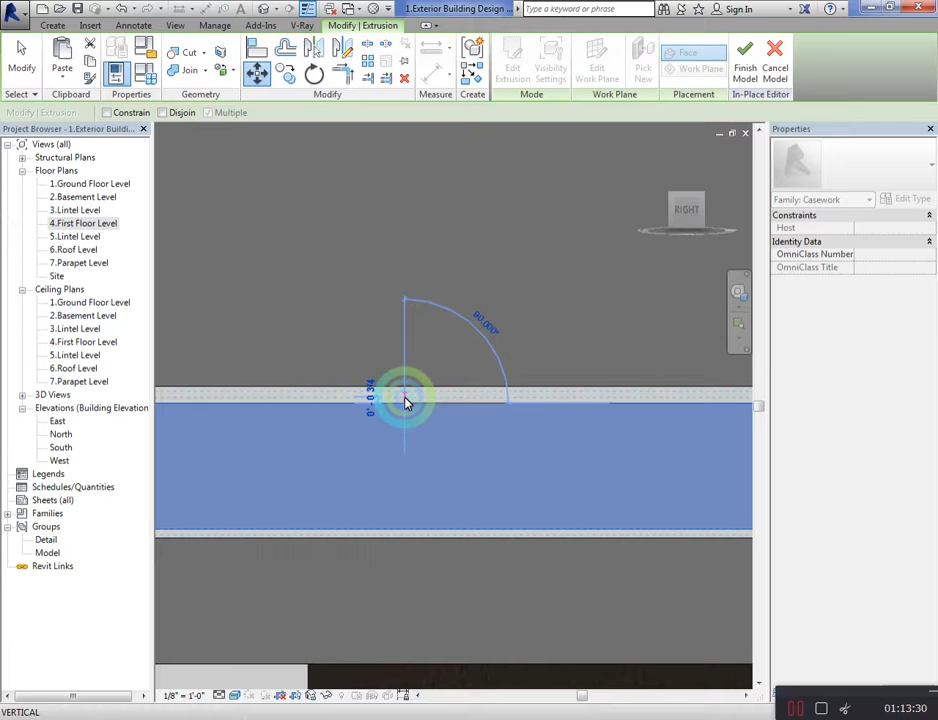 1.Exterior Building Design ...
Type a keyword or phrase
Sign In
Create
Insert
Annotate
View
Manage
Add-Ins
V-Ray
Modify | Extrusion
Modify
Paste
Cut
Join
Edit
Extrusion
Visibility
Settings
Edit
Work Plane
Pick
New
Face
Work Plane
Finish
Model
Cancel
Model
Select
Clipboard
Properties
Geometry
Modify
Measure
Create
Mode
Work Plane
Placement
In-Place Editor
Modify | Extrusion
Constrain
Disjoin
Multiple
Project Browser - 1.Exterior Buildi...
Views (all)
Structural Plans
Floor Plans
1.Ground Floor Level
2.Basement Level
3.Lintel Level
4.First Floor Level
5.Lintel Level
6.Roof Level
7.Parapet Level
Site
Ceiling Plans
1.Ground Floor Level
2.Basement Level
3.Lintel Level
4.First Floor Level
5.Lintel Level
6.Roof Level
7.Parapet Level
3D Views
Elevations (Building Elevation
East
North
South
West
Legends
Schedules/Quantities
Sheets (all)
Families
Groups
Detail
Model
Revit Links
RIGHT
90.000°
0' - 0 3/4
Properties
Family: Casework
Edit Type
Constraints
Host
Identity Data
OmniClass Number
OmniClass Title
1/8" = 1'-0"
VERTICAL
01:13:30